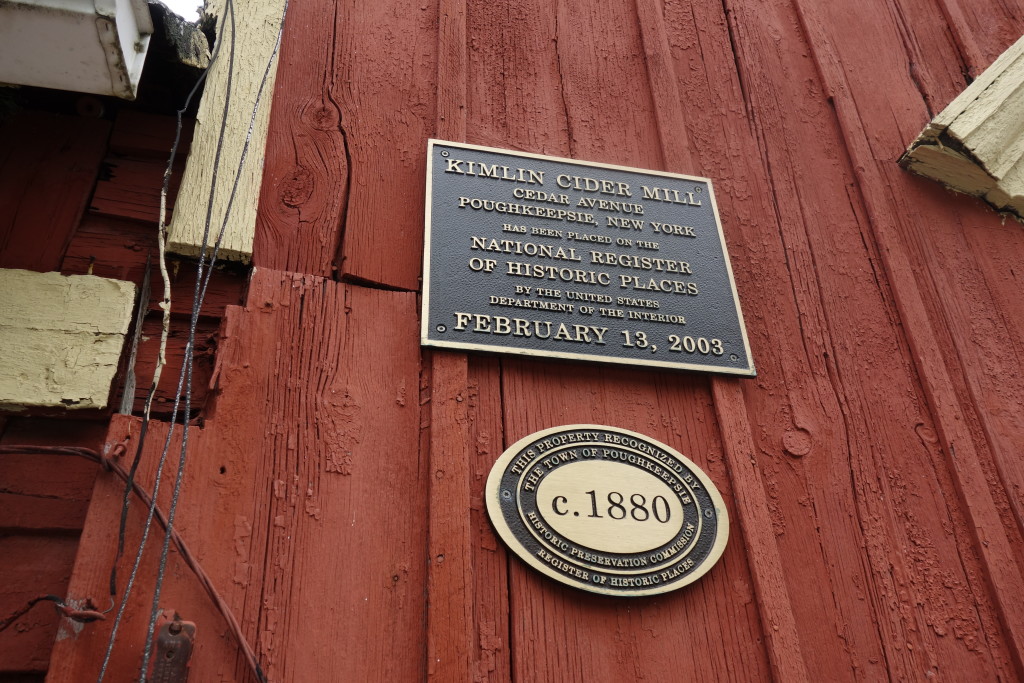 KIMLIN CIDER MILL
CEDAR AVENUE
POUGHKEEPSIE, NEW YORK
HAS BEEN PLACED ON THE
NATIONAL REGISTER
OF HISTORIC PLACES
BY THE UNITED STATES
DEPARTMENT OF THE INTERIOR
FEBRUARY 13, 2003
THIS PROPERTY RECOGNIZED BY
THE TOWN OF POUGHKEEPSIE
c.1880
HISTORIC PRESERVATION COMMISSION
REGISTER OF HISTORIC PLACES